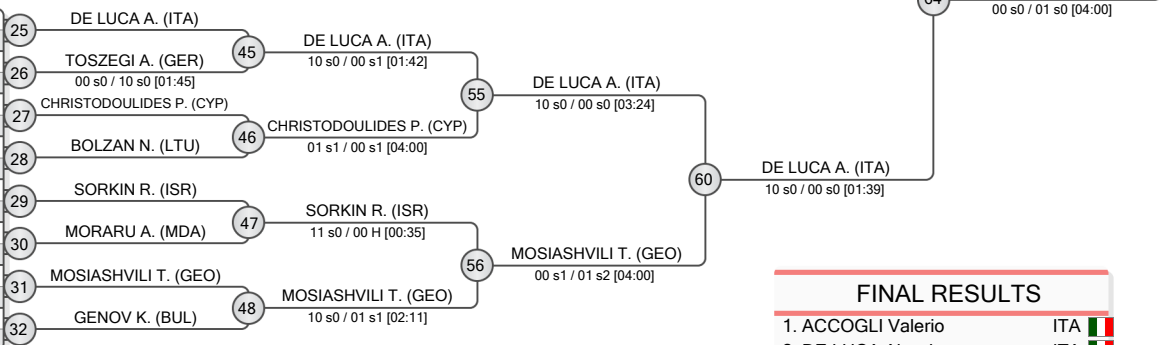 64
00 s0 / 01 s0 [04:00]
25
DE LUCA A. (ITA)
45
DE LUCA A. (ITA)
10 s0 / 00 s1 [01:42]
26
TOSZEGI A. (GER)
00 s0 / 10 s0 [01:45]
55
DE LUCA A. (ITA)
10 s0 / 00 s0 [03:24]
27
CHRISTODOULIDES P. (CYP)
46
CHRISTODOULIDES P. (CYP)
01 s1 / 00 s1 [04:00]
28
BOLZAN N. (LTU)
60
DE LUCA A. (ITA)
10 s0 / 00 s0 [01:39]
29
SORKIN R. (ISR)
47
SORKIN R. (ISR)
11 s0 / 00 H [00:35]
30
MORARU A. (MDA)
56
MOSIASHVILI T. (GEO)
00 s1 / 01 s2 [04:00]
31
MOSIASHVILI T. (GEO)
48
MOSIASHVILI T. (GEO)
10 s0 / 01 s1 [02:11]
32
GENOV K. (BUL)
FINAL RESULTS
1. ACCOGLI Valerio ITA